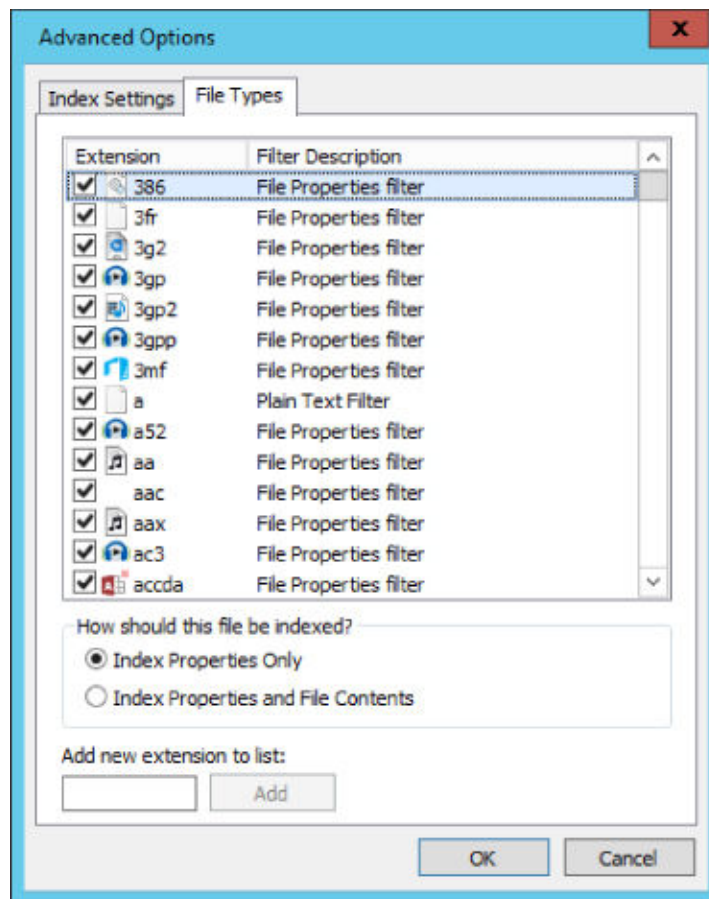 Advanced Options
x
Index Settings File Types
Extension Filter Description
386 File Properties filter
3fr File Properties filter
3g2 File Properties filter
3gp File Properties filter
3gp2 File Properties filter
3gpp File Properties filter
3mf File Properties filter
a Plain Text Filter
a52 File Properties filter
aa File Properties filter
aac File Properties filter
aax File Properties filter
ac3 File Properties filter
accda File Properties filter
How should this file be indexed?
Index Properties Only
Index Properties and File Contents
Add new extension to list:
Add
OK Cancel